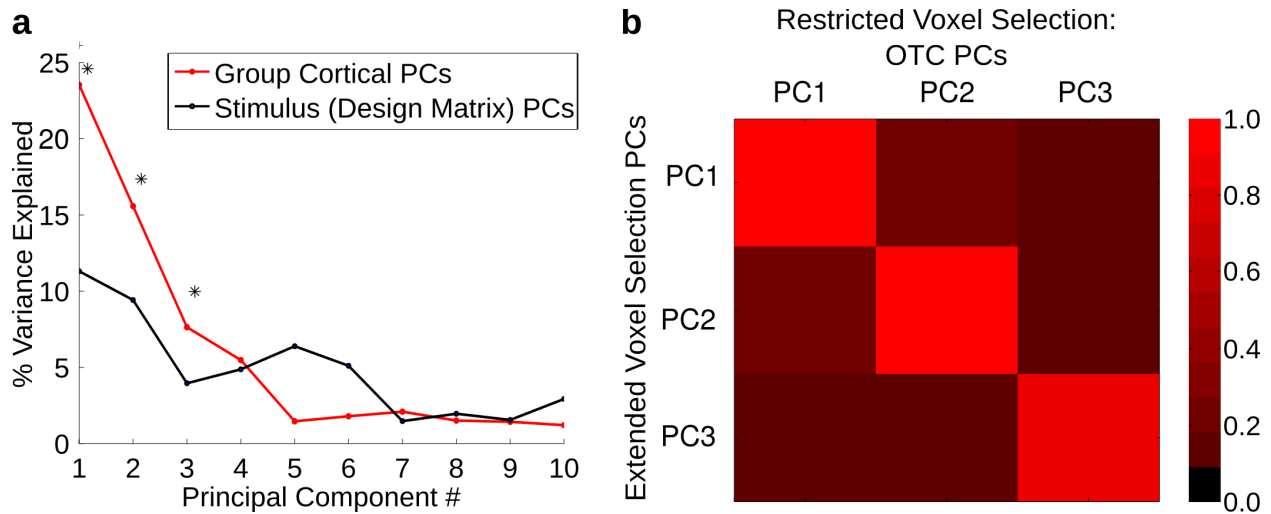 a
25
20
15
10
5
0
% Variance Explained
Group Cortical PCs
Stimulus (Design Matrix) PCs
1 2 3 4 5 6 7 8 9 10
Principal Component #
b
Restricted Voxel Selection:
OTC PCs
PC1 PC2 PC3
Extended Voxel Selection PCs
PC1
PC2
PC3
1.0
0.8
0.6
0.4
0.2
0.0